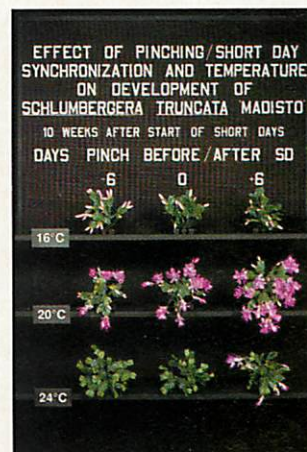 EFFECT OF PINCHING/SHORT DAY
SYNCHRONIZATION AND TEMPERATURE
ON DEVELOPMENT OF
SCHLUMBERGERA TRUNCATA MADISTO
10 WEEKS AFTER START OF SHORT DAYS
DAYS PINCH BEFORE/AFTER SD
-6 0 -6
16°C
20°C
24°C